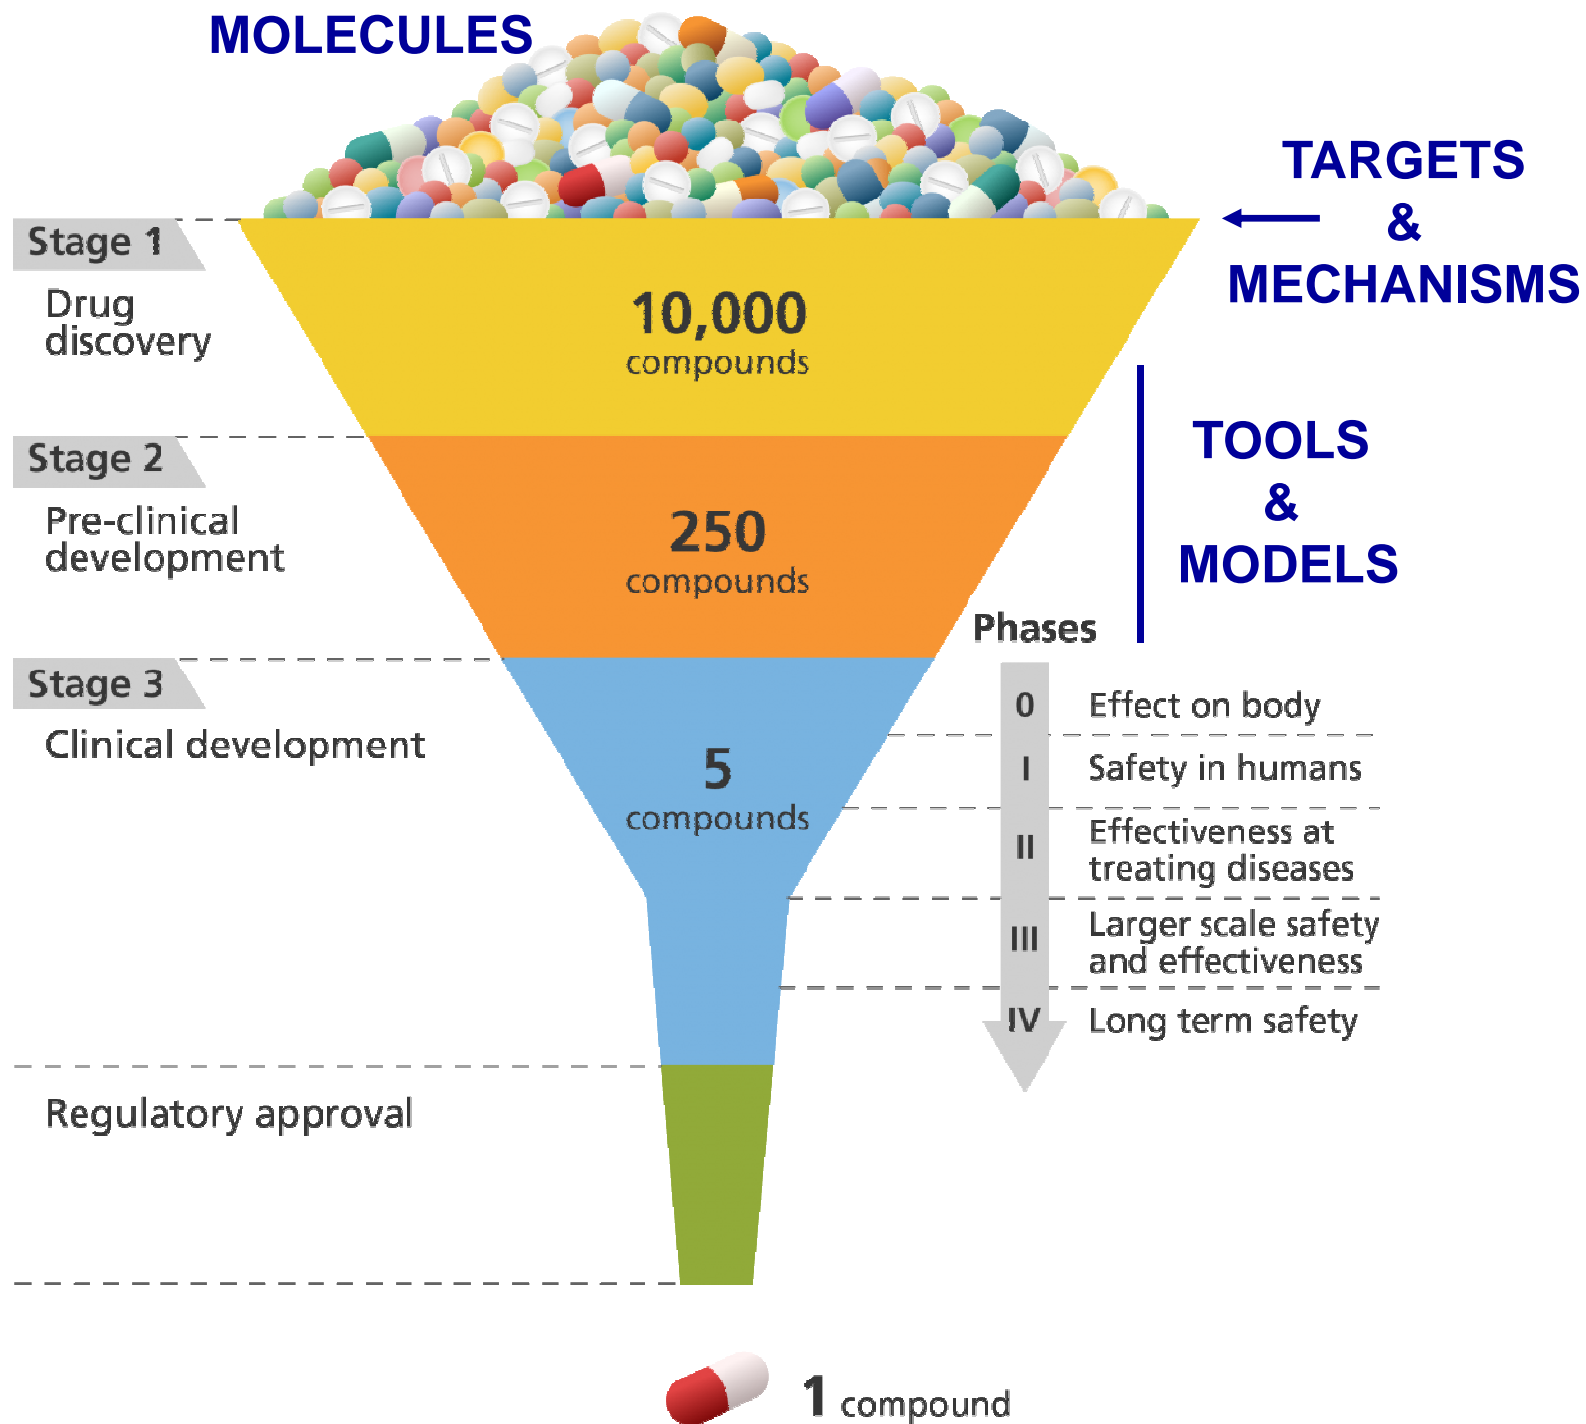 MOLECULES
TARGETS
&
MECHANISMS
Stage 1
Drug
discovery
10,000
compounds
TOOLS
&
MODELS
Stage 2
Pre-clinical
development
250
compounds
Phases
Stage 3
Clinical development
5
compounds
0 Effect on body
I Safety in humans
II Effectiveness at
treating diseases
III Larger scale safety
and effectiveness
IV Long term safety
Regulatory approval
1 compound